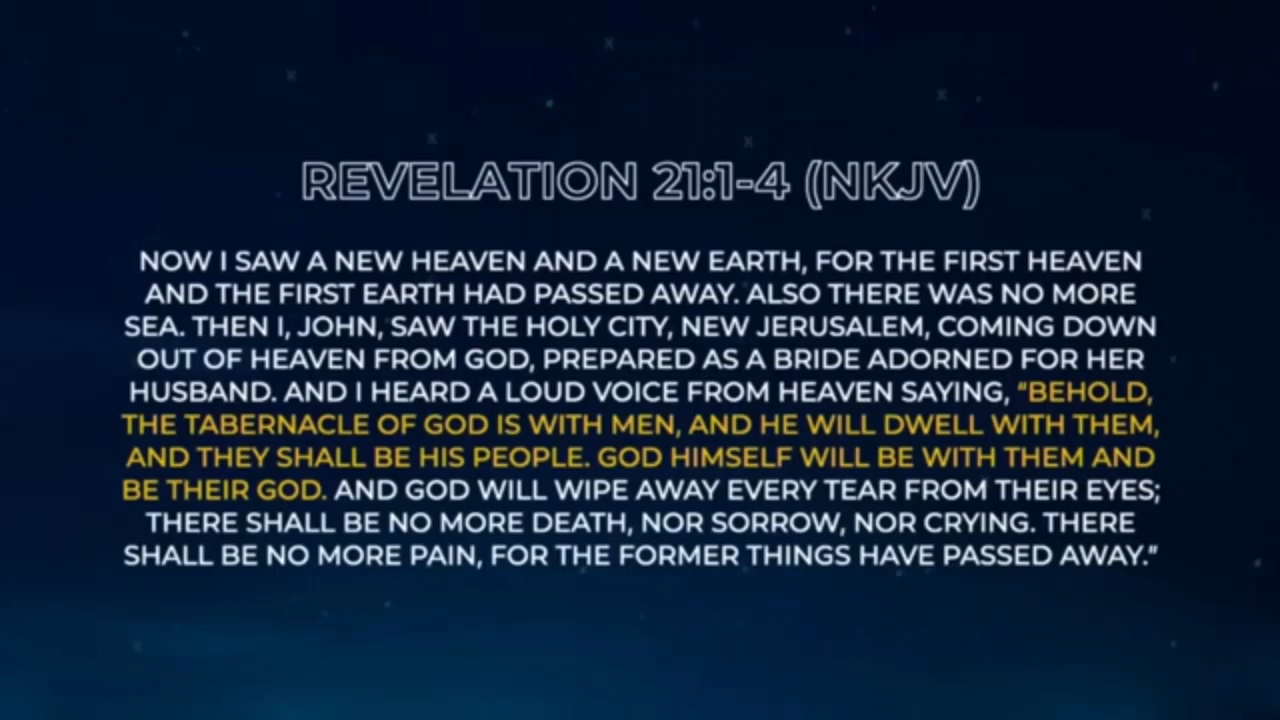 REVELATION 21:1-4 (NKJV)
NOW I SAW A NEW HEAVEN AND A NEW EARTH, FOR THE FIRST HEAVEN
AND THE FIRST EARTH HAD PASSED AWAY. ALSO THERE WAS NO MORE
SEA. THEN I, JOHN, SAW THE HOLY CITY, NEW JERUSALEM, COMING DOWN
OUT OF HEAVEN FROM GOD, PREPARED AS A BRIDE ADORNED FOR HER
HUSBAND. AND I HEARD A LOUD VOICE FROM HEAVEN SAYING, "BEHOLD,
THE TABERNACLE OF GOD IS WITH MEN, AND HE WILL DWELL WITH THEM,
AND THEY SHALL BE HIS PEOPLE. GOD HIMSELF WILL BE WITH THEM AND
BE THEIR GOD. AND GOD WILL WIPE AWAY EVERY TEAR FROM THEIR EYES;
THERE SHALL BE NO MORE DEATH, NOR SORROW, NOR CRYING. THERE
SHALL BE NO MORE PAIN, FOR THE FORMER THINGS HAVE PASSED AWAY."